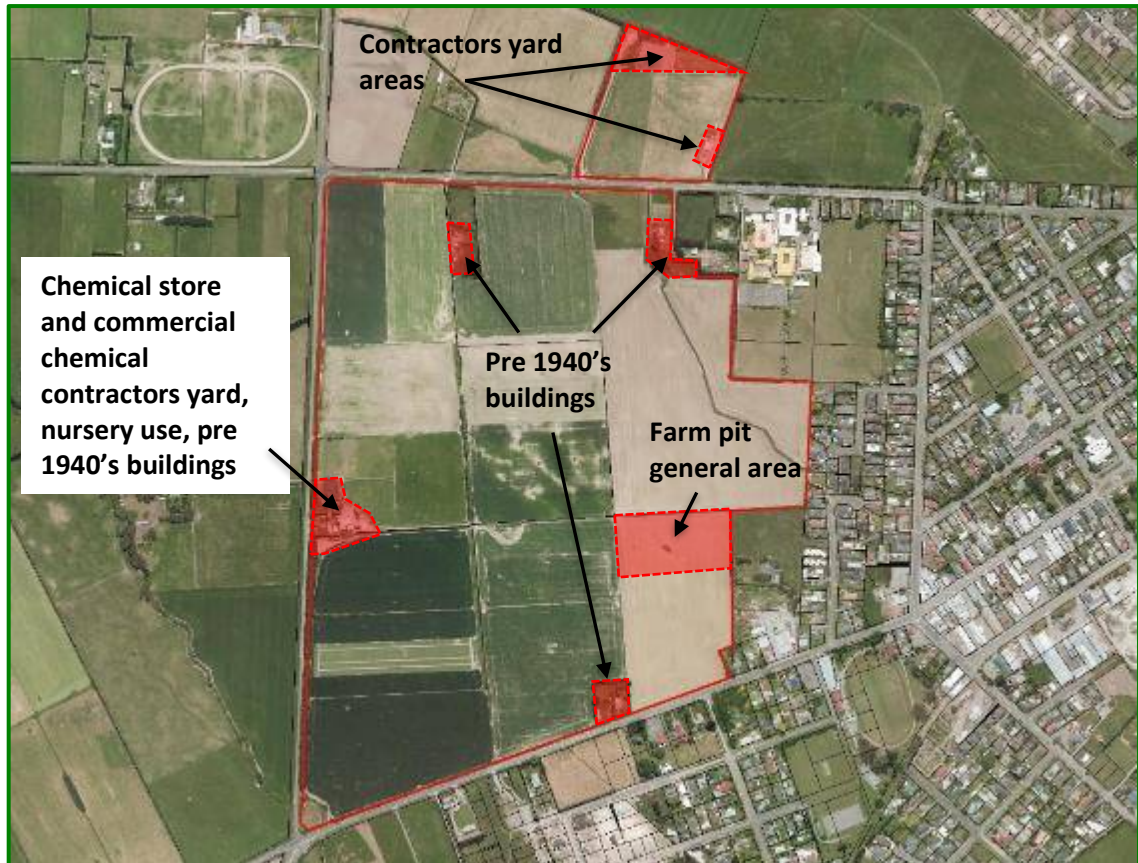 Contractors yard
areas
Chemical store
and commercial
chemical
contractors yard,
nursery use, pre
1940’s buildings
Pre 1940’s
buildings
Farm pit
general area